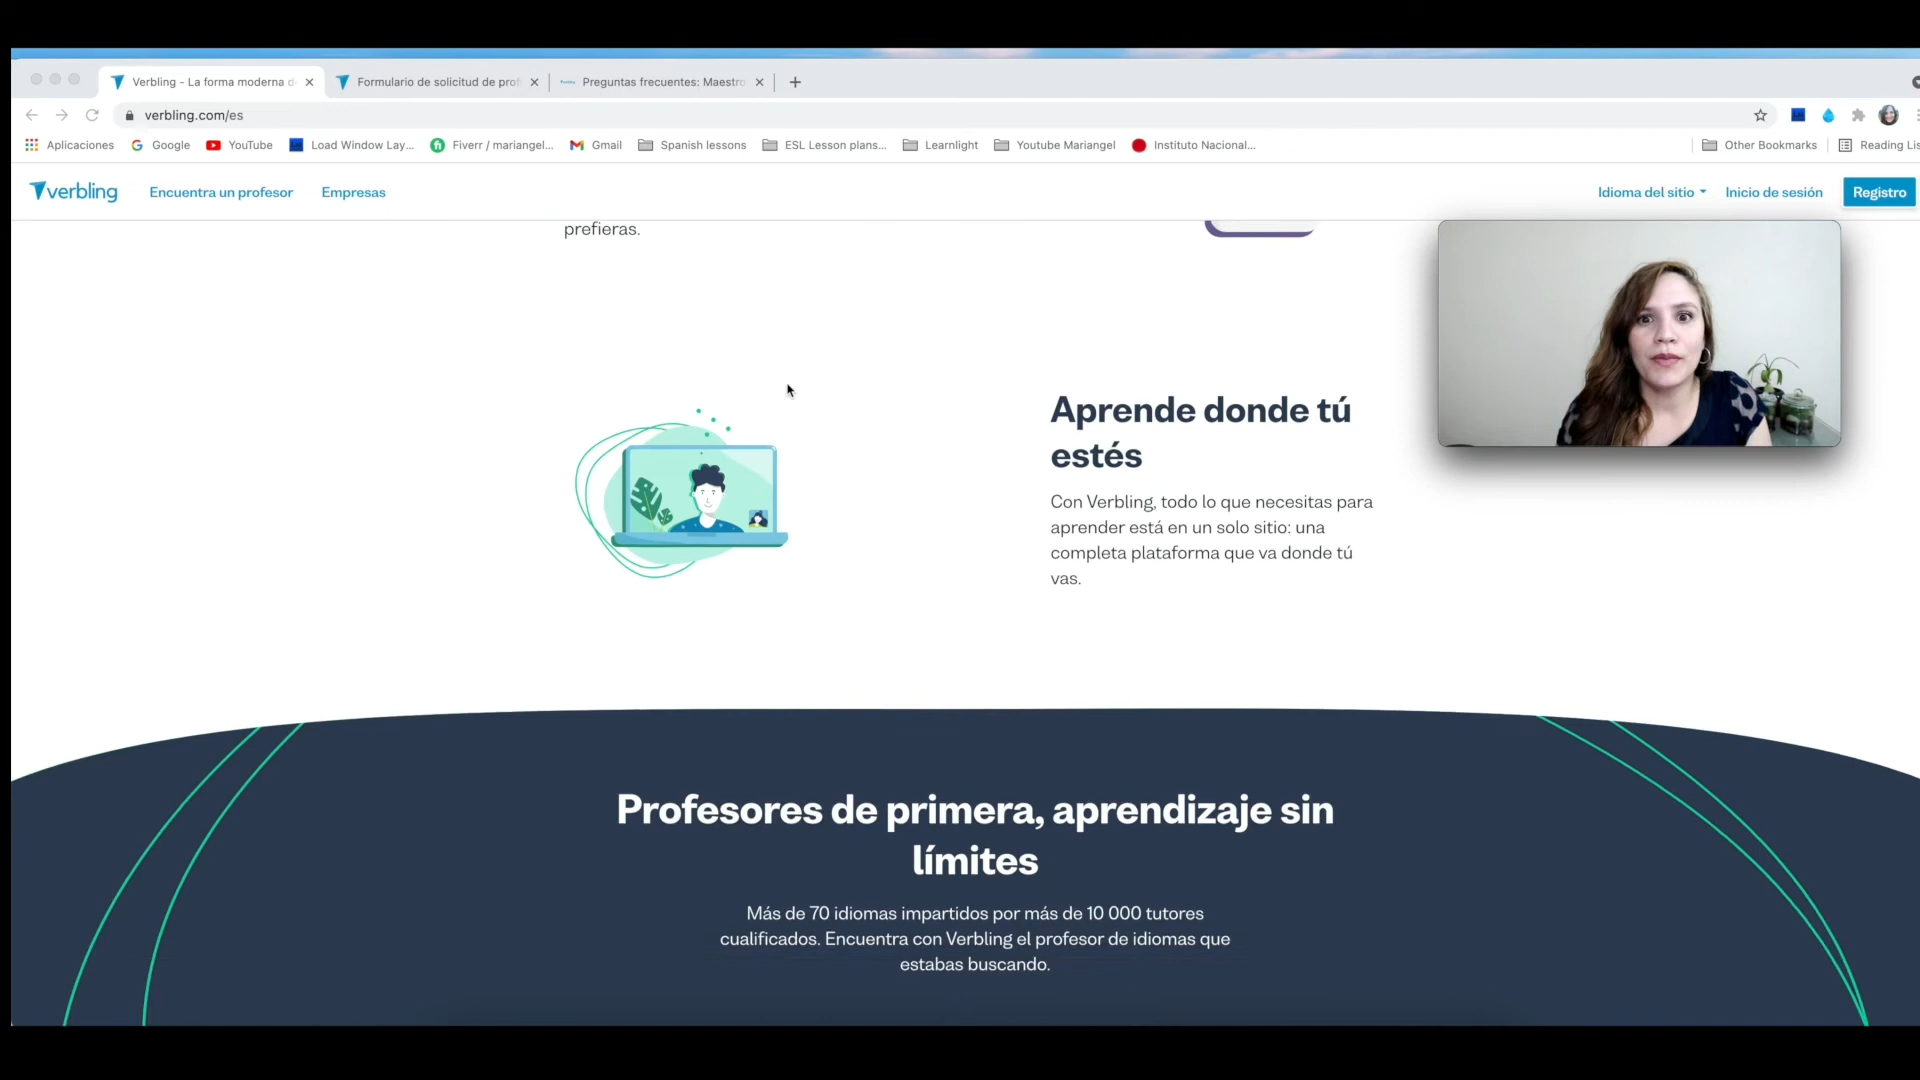 Verbling - La forma moderna d
Formulario de solicitud de prof
Preguntas frecuentes: Maestro
verbling.com/es
Aplicaciones
Google
YouTube
Load Window Lay...
Fiverr / mariangel...
Gmail
Spanish lessons
ESL Lesson plans...
Learnlight
Youtube Mariangel
Instituto Nacional...
Other Bookmarks
Reading Lis
verbling
Encuentra un profesor
Empresas
Idioma del sitio
Inicio de sesión
Registro
prefieras.
Aprende donde tú
estés
Con Verbling, todo lo que necesitas para
aprender está en un solo sitio: una
completa plataforma que va donde tú
vas.
Profesores de primera, aprendizaje sin
límites
Más de 70 idiomas impartidos por más de 10 000 tutores
cualificados. Encuentra con Verbling el profesor de idiomas que
estabas buscando.